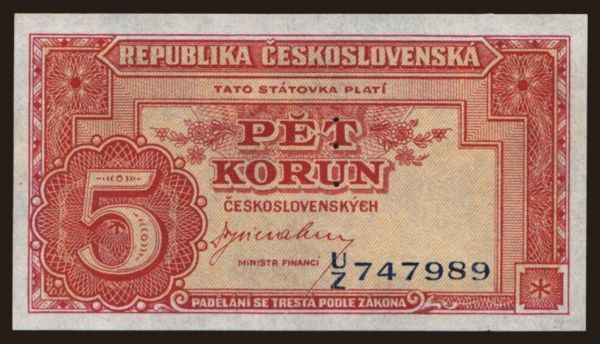 REPUBLIKA ČESKOSLOVENSKÁ
TATO STÁTOVKA PLATÍ
PĚT
KORUN
ČESKOSLOVENSKÝCH
5
MINISTR FINANCÍ
U/Z 747989
PADĚLÁNÍ SE TRESTÁ PODLE ZÁKONA